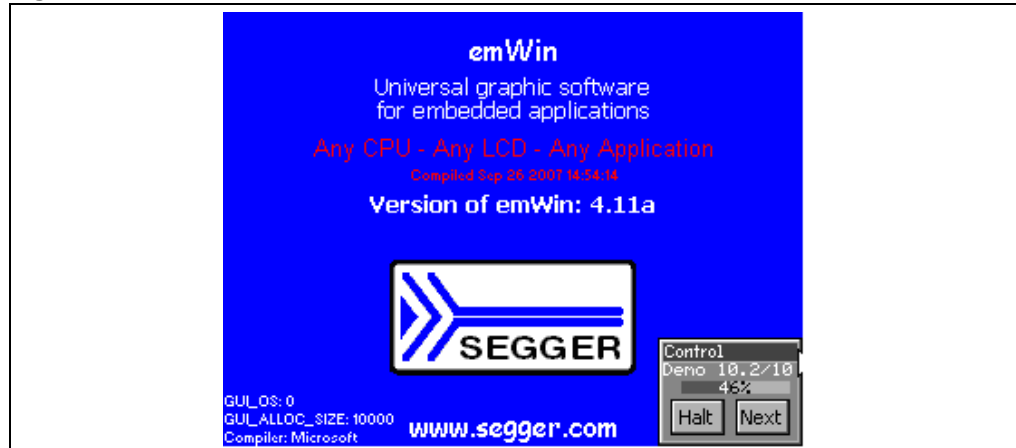 emWin
Universal graphic software
for embedded applications
Any CPU - Any LCD - Any Application
Compiled Sep 26 2007 14:54:14
Version of emWin: 4.11a
SEGGER
Control
Demo 10.2/10
46%
Halt Next
GUI_OS: 0
GUI_ALLOC_SIZE: 10000
Compiler: Microsoft
www.segger.com